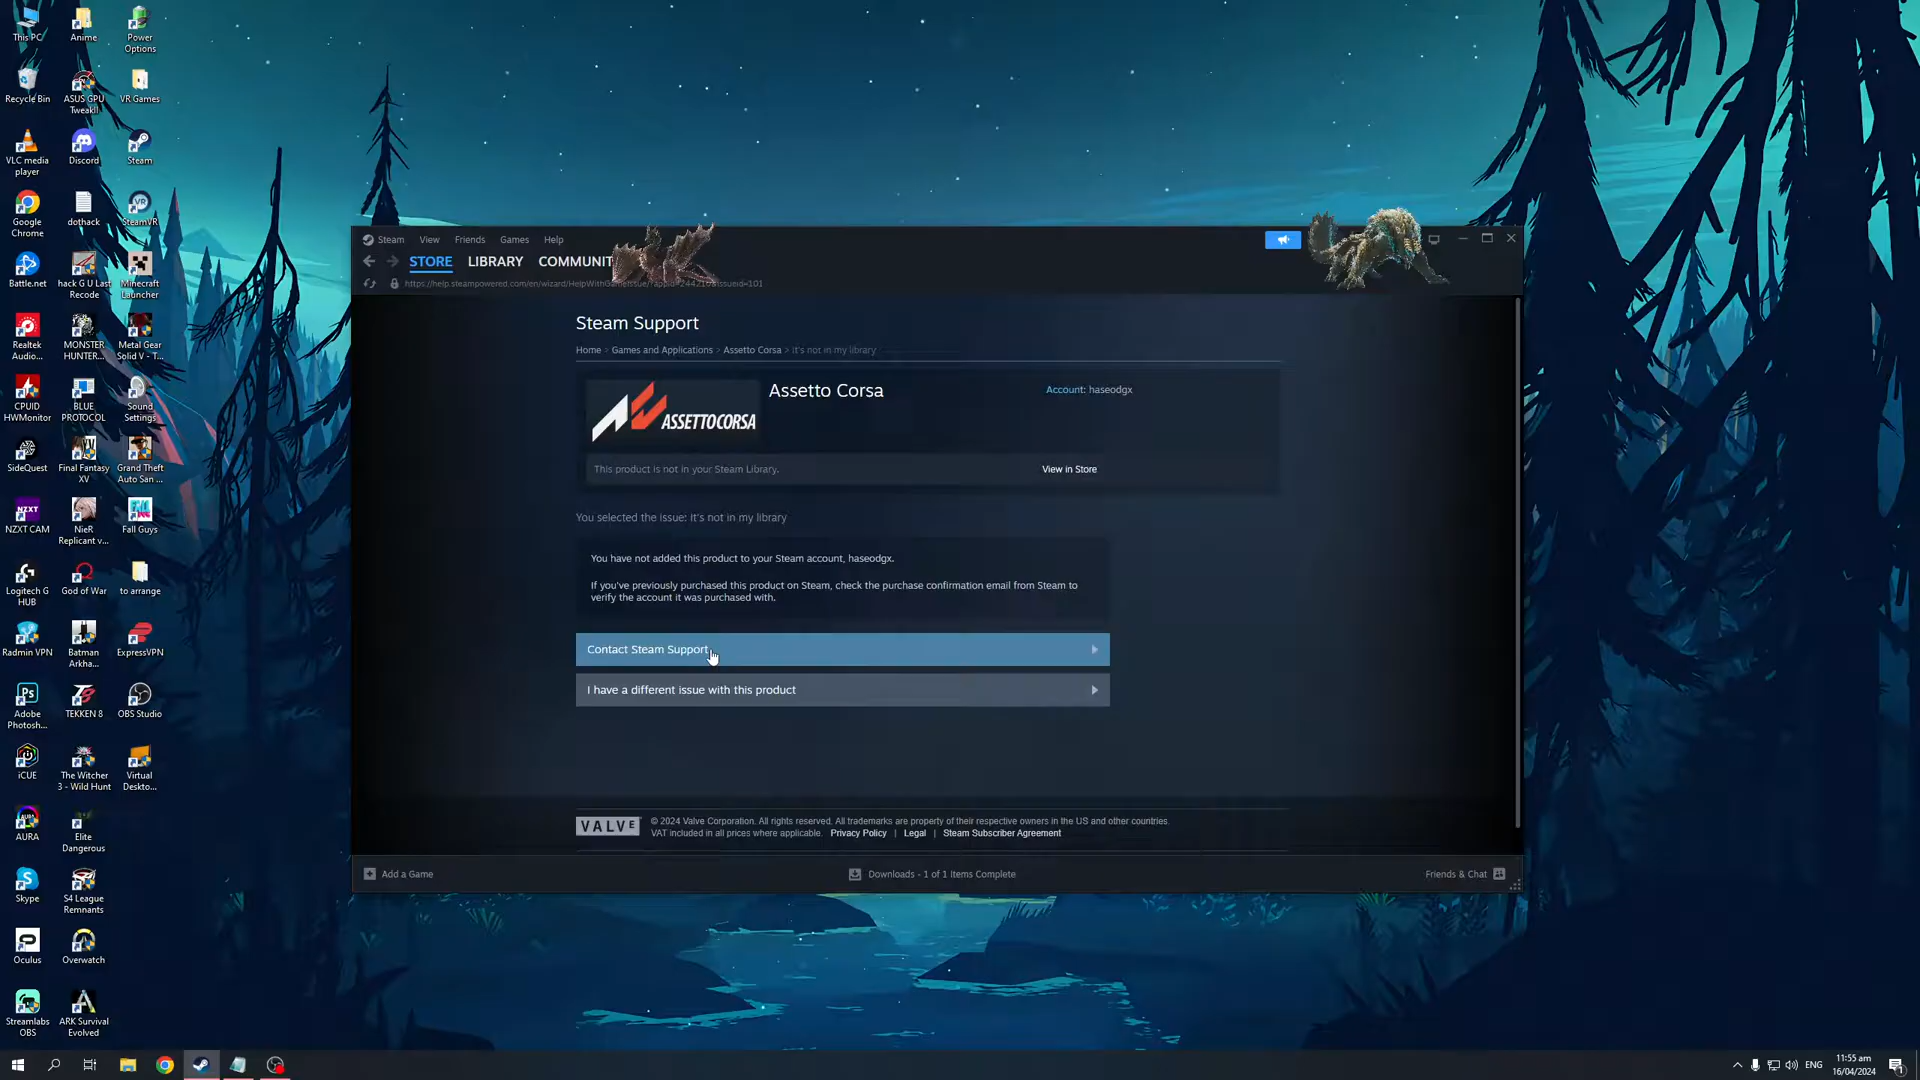 This PC
Anime
Power
Options
Recycle Bin
ASUS GPU
TweakII
VR Games
VLC media
player
Discord
Steam
Google
Chrome
dothack
SteamVR
Battle.net
hack G U Last
Recode
Minecraft
Launcher
Realtek
Audio...
MONSTER
HUNTER...
Metal Gear
Solid V - T...
CPUID
HWMonitor
BLUE
PROTOCOL
Sound
Settings
SideQuest
Final Fantasy
XV
Grand Theft
Auto San ...
NZXT
NZXT CAM
NieR
Replicant v...
Fall Guys
Logitech G
HUB
God of War
to arrange
Radmin VPN
Batman
Arkha...
ExpressVPN
Adobe
Photosh...
TEKKEN 8
OBS Studio
iCUE
The Witcher
3 - Wild Hunt
Virtual
Deskto...
AURA
Elite
Dangerous
Skype
S4 League
Remnants
Oculus
Overwatch
Streamlabs
OBS
ARK Survival
Evolved
Steam View Friends Games Help
STORE LIBRARY COMMUNIT
Steam Support
Home > Games and Applications > Assetto Corsa > It's not in my library
ASSETTOCORSA
Assetto Corsa
Account: haseodgx
This product is not in your Steam Library.
View in Store
You selected the issue: It's not in my library
You have not added this product to your Steam account, haseodgx.
If you've previously purchased this product on Steam, check the purchase confirmation email from Steam to
verify the account it was purchased with.
Contact Steam Support
I have a different issue with this product
VALVE
© 2024 Valve Corporation. All rights reserved. All trademarks are property of their respective owners in the US and other countries.
VAT included in all prices where applicable. Privacy Policy | Legal | Steam Subscriber Agreement
Add a Game
Downloads - 1 of 1 Items Complete
Friends & Chat
ENG
11:55 am
16/04/2024